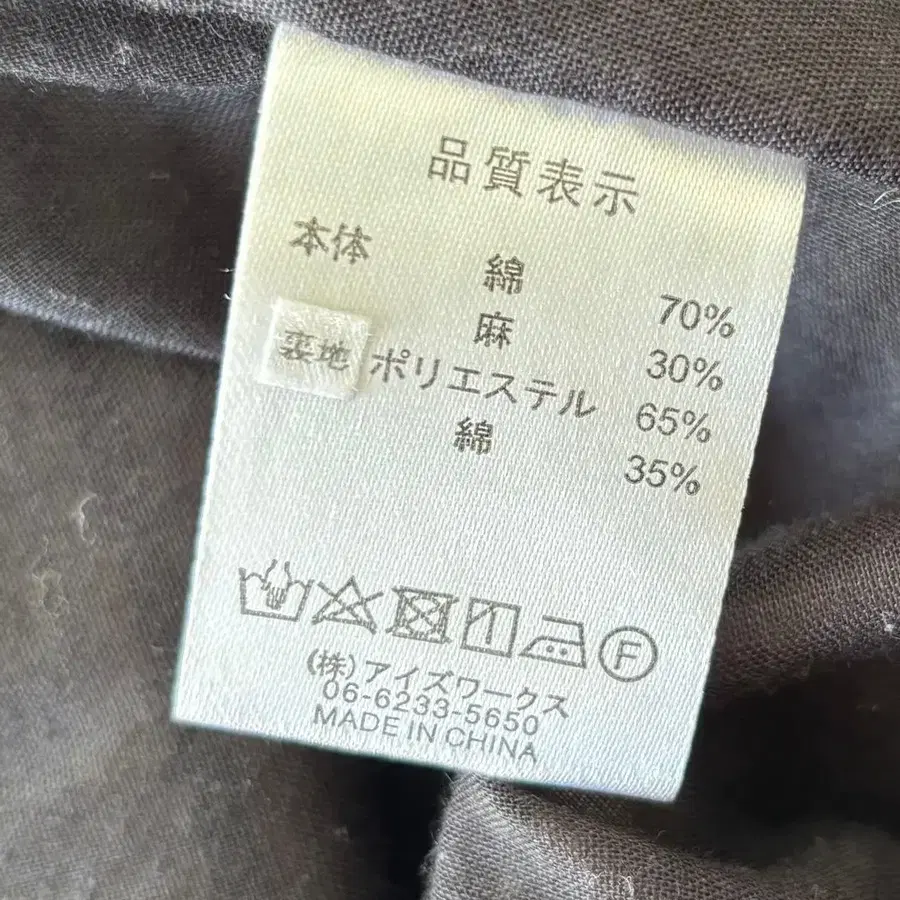 品質表示
本体 綿 70%
麻 30%
裏地 ポリエステル 65%
綿 35%
F
(株)アイズワークス
06-6233-5650
MADE IN CHINA